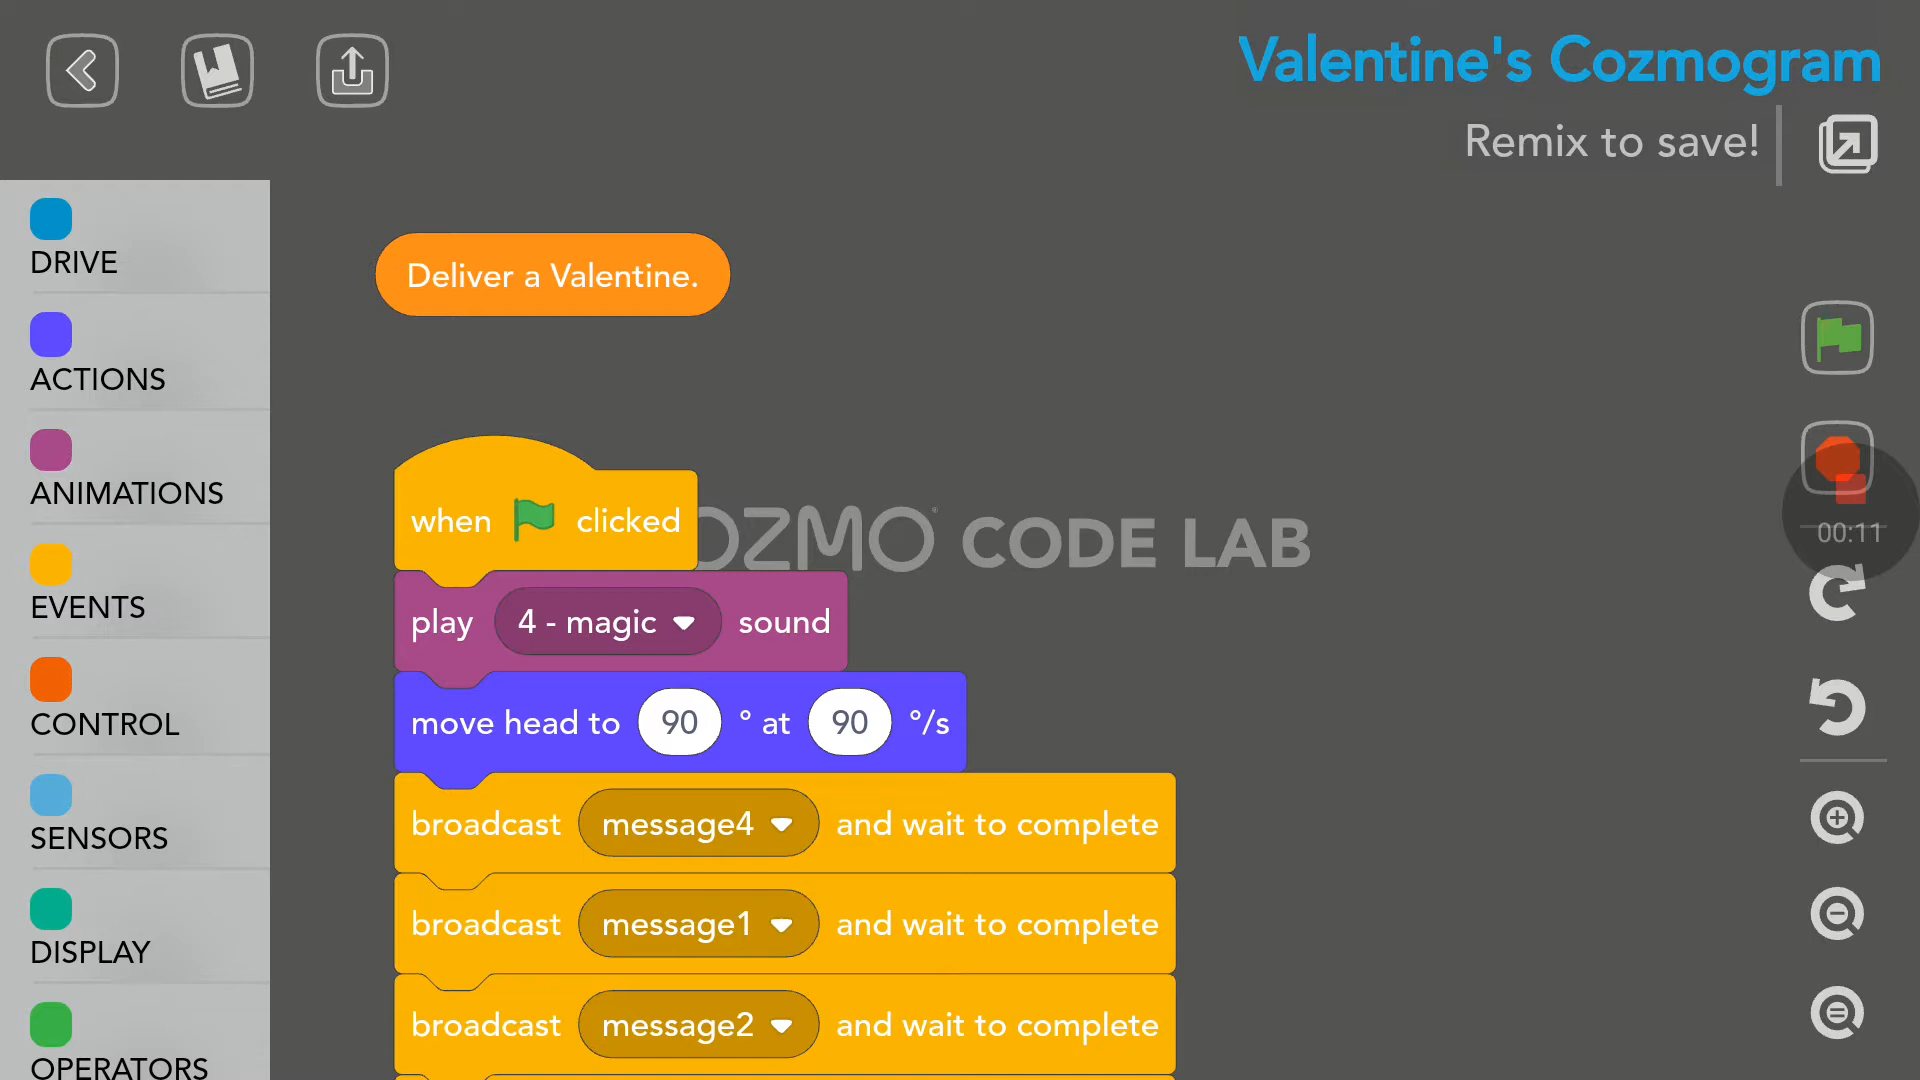 Valentine's Cozmogram
Remix to save!
DRIVE
ACTIONS
ANIMATIONS
EVENTS
CONTROL
SENSORS
DISPLAY
OPERATORS
Deliver a Valentine.
OZMO CODE LAB
when clicked
play 4 - magic sound
move head to 90 ° at 90 °/s
broadcast message4 and wait to complete
broadcast message1 and wait to complete
broadcast message2 and wait to complete
00:11